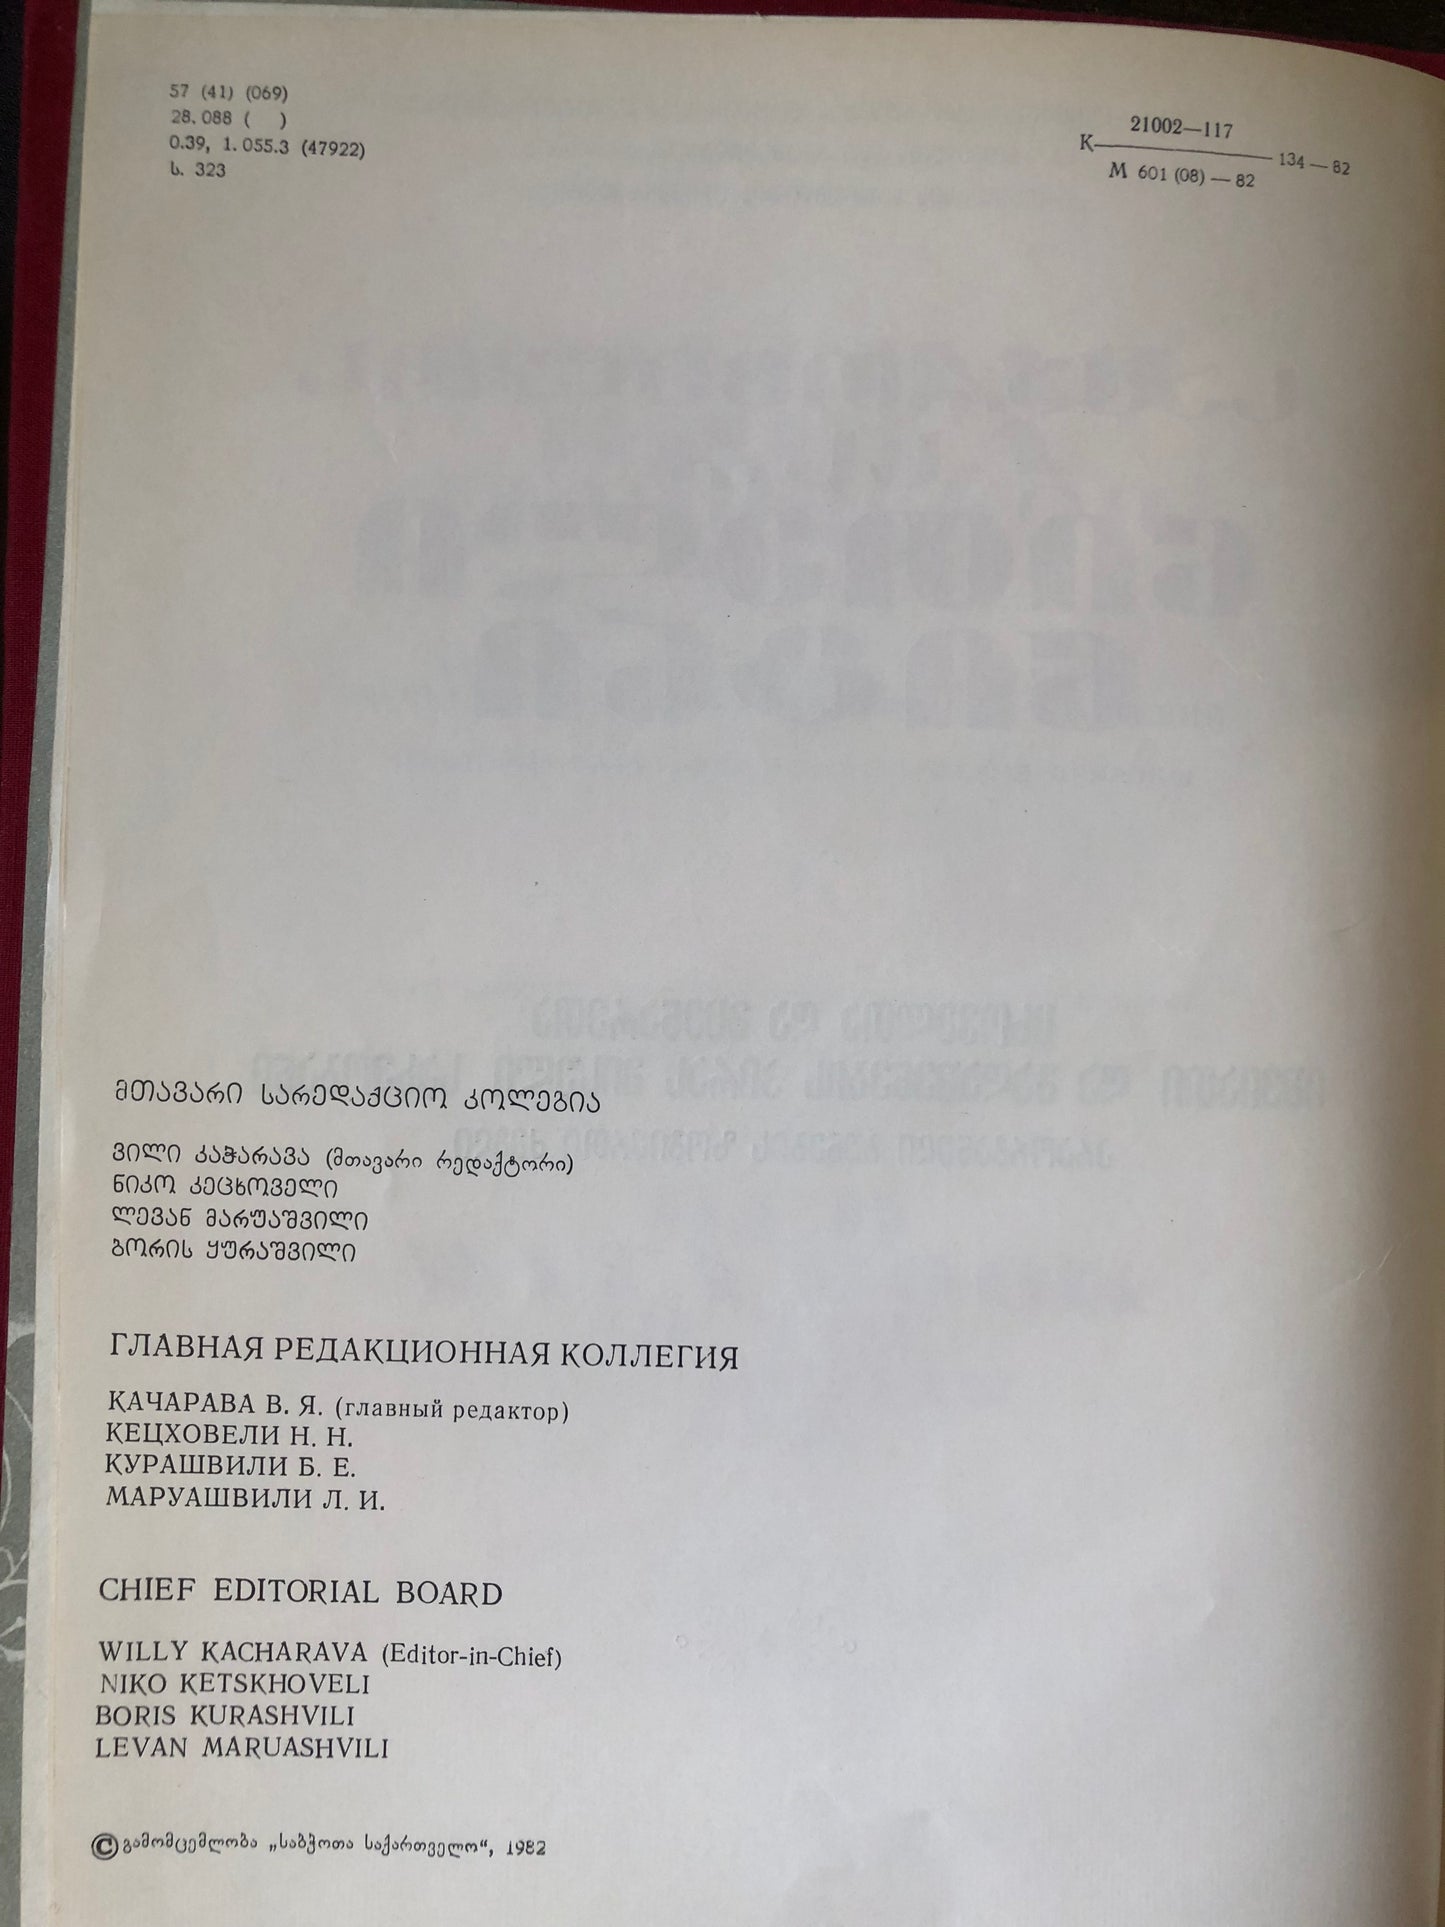 57 (41) (069)
28.088 ( )
0.39, 1.055.3 (47922)
ს. 323
21002—117
К 134—82
М 601 (08)—82
მთავარი სარედაქციო კოლეგია
ვილი კაჭარავა (მთავარი რედაქტორი)
ნიკო კეცხოველი
ლევან მარუაშვილი
ბორის ყურაშვილი
ГЛАВНАЯ РЕДАКЦИОННАЯ КОЛЛЕГИЯ
КАЧАРАВА В. Я. (главный редактор)
КЕЦХОВЕЛИ Н. Н.
КУРАШВИЛИ Б. Е.
МАРУАШВИЛИ Л. И.
CHIEF EDITORIAL BOARD
WILLY KACHARAVA (Editor-in-Chief)
NIKO KETSKHOVELI
BORIS KURASHVILI
LEVAN MARUASHVILI
© გამომცემლობა „საბჭოთა საქართველო“, 1982